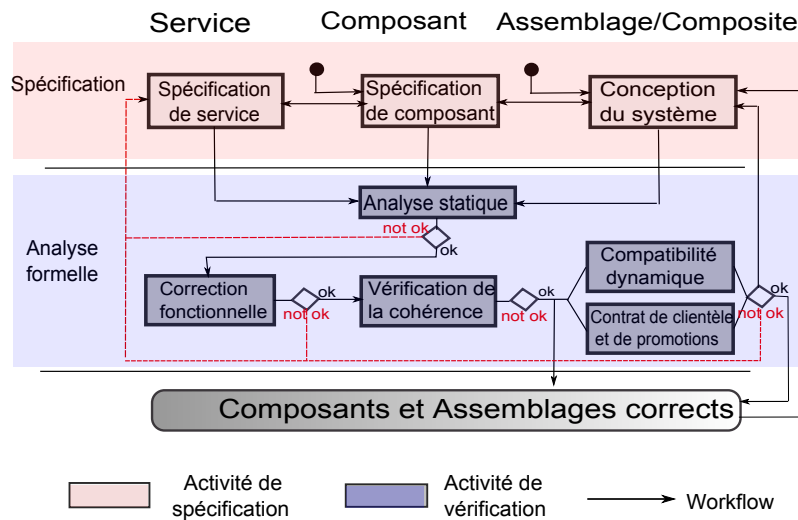 Service
Composant
Assemblage/Composite
Spécification
Spécification
de service
Spécification
de composant
Conception
du système
Analyse statique
not ok
ok
Analyse
formelle
Correction
fonctionnelle
ok
not ok
Vérification de
la cohérence
ok
not ok
Compatibilité
dynamique
Contrat de clientèle
et de promotions
ok
not ok
Composants et Assemblages corrects
Activité de
spécification
Activité de
vérification
Workflow